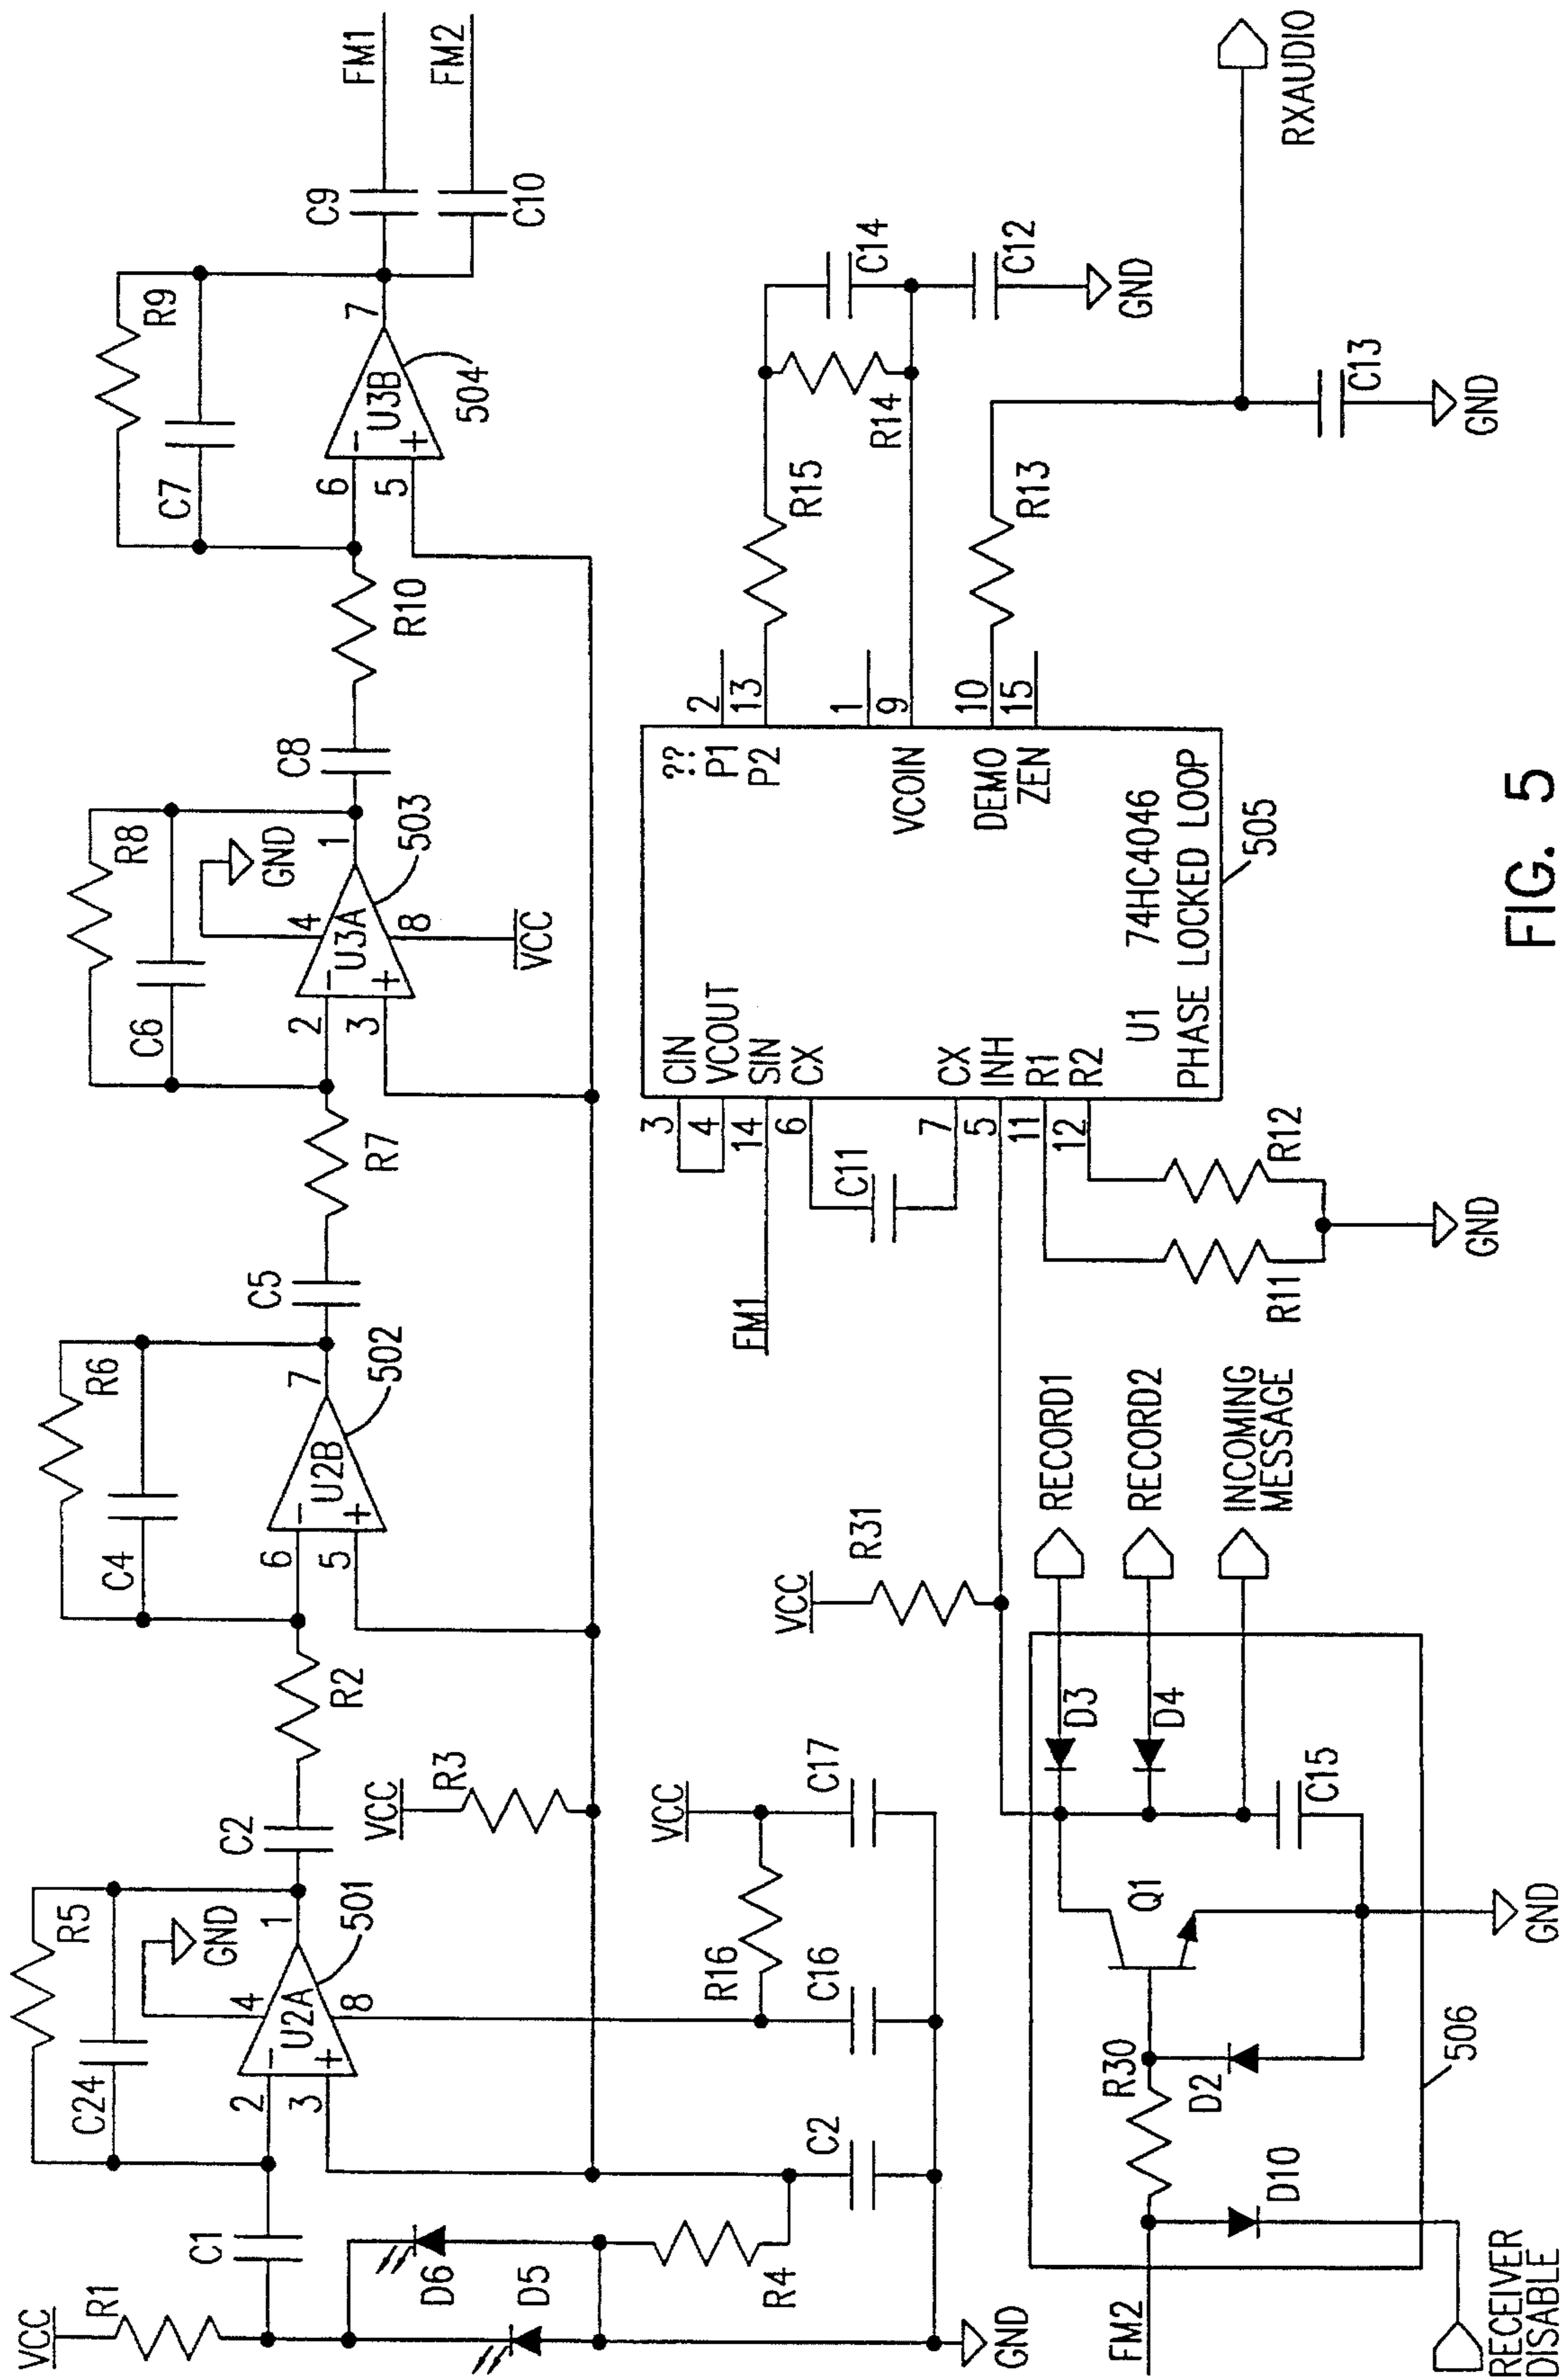 VCC
R1
C1
R5
C24
GND
2
3
4
8
1
-
+
U2A
501
C2
R2
R6
C4
6
5
7
-
+
U2B
502
C5
R7
R8
C6
GND
2
3
4
8
1
-
+
U3A
503
VCC
C8
R10
R9
C7
6
5
7
-
+
U3B
504
C9
C10
FM1
FM2
D6
D5
R4
C2
GND
VCC
R3
VCC
R16
C16
C17
FM1
3
4
14
6
7
5
11
12
CIN
VCOUT
SIN
CX
CX
INH
R1
R2
??
P1
P2
VCOIN
DEMO
ZEN
U1 74HC4046
PHASE LOCKED LOOP
505
2
13
1
9
10
15
C11
R11
R12
GND
R15
R14
C14
C12
GND
R13
C13
GND
RXAUDIO
VCC
R31
FM2
RECEIVER
DISABLE
D10
R30
D2
Q1
D3
D4
C15
GND
506
RECORD1
RECORD2
INCOMING
MESSAGE
FIG. 5